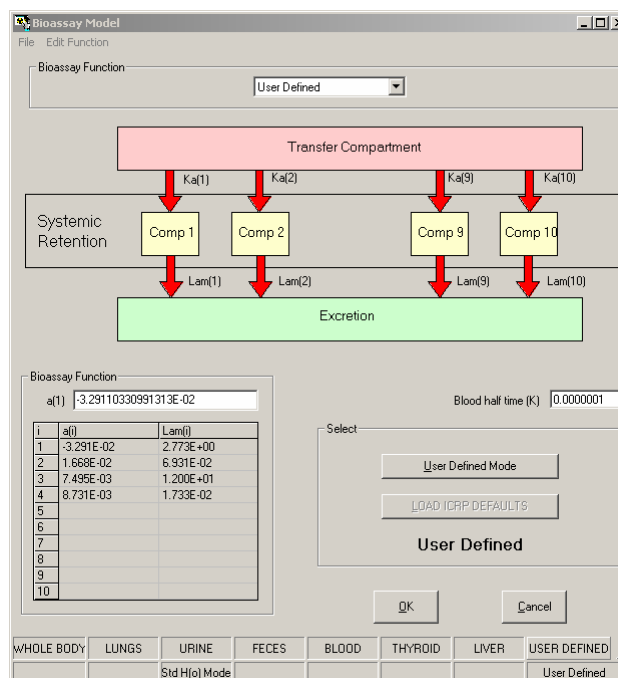 Bioassay Model
File Edit Function
Bioassay Function
User Defined
Transfer Compartment
Ka(1) Ka(2) Ka(9) Ka(10)
Systemic
Retention
Comp 1 Comp 2 Comp 9 Comp 10
Lam(1) Lam(2) Lam(9) Lam(10)
Excretion
Bioassay Function
a(1) -3.29110330991313E-02
Blood half time (K) 0.0000001
i a(i) Lam(i)
1 -3.291E-02 2.773E+00
2 1.668E-02 6.931E-02
3 7.495E-03 1.200E+01
4 8.731E-03 1.733E-02
5
6
7
8
9
10
Select
User Defined Mode
LOAD ICRP DEFAULTS
User Defined
OK Cancel
WHOLE BODY LUNGS URINE FECES BLOOD THYROID LIVER USER DEFINED
Std H(o) Mode User Defined